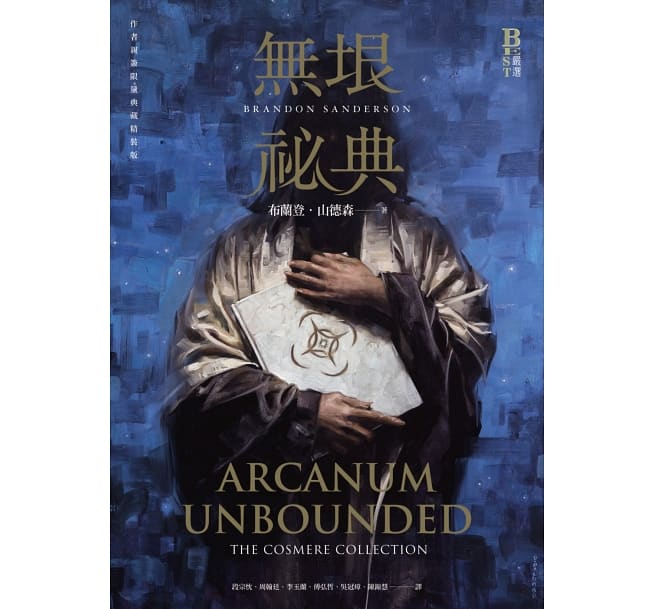 無垠
BRANDON SANDERSON
祕典
布蘭登・山德森——著
作者親簽限量典藏精裝版
BEST嚴選
ARCANUM
UNBOUNDED
THE COSMERE COLLECTION
段宗忱、周翰廷、李玉蘭、傅弘哲、吳冠璋、陳錦慧——譯